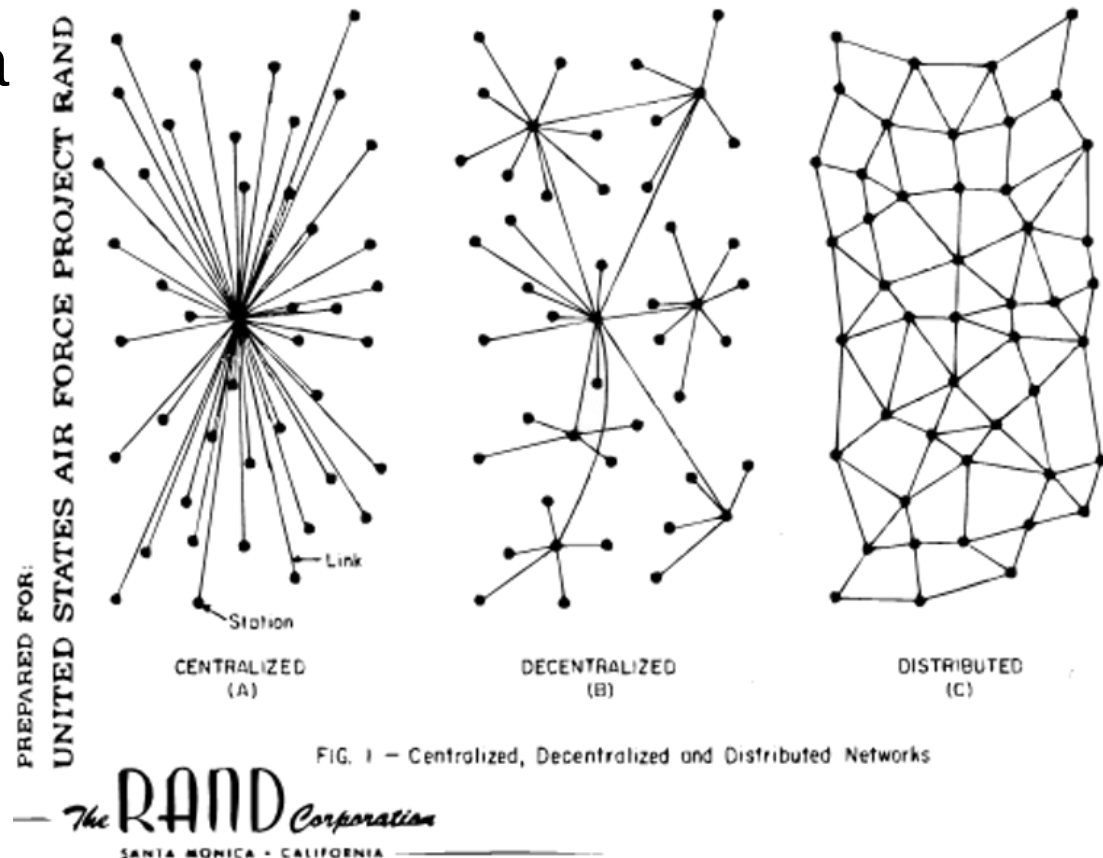 a
PREPARED FOR:
UNITED STATES AIR FORCE PROJECT RAND
Link
Station
CENTRALIZED
(A)
DECENTRALIZED
(B)
DISTRIBUTED
(C)
FIG. 1 – Centralized, Decentralized and Distributed Networks
The RAND Corporation
SANTA MONICA • CALIFORNIA